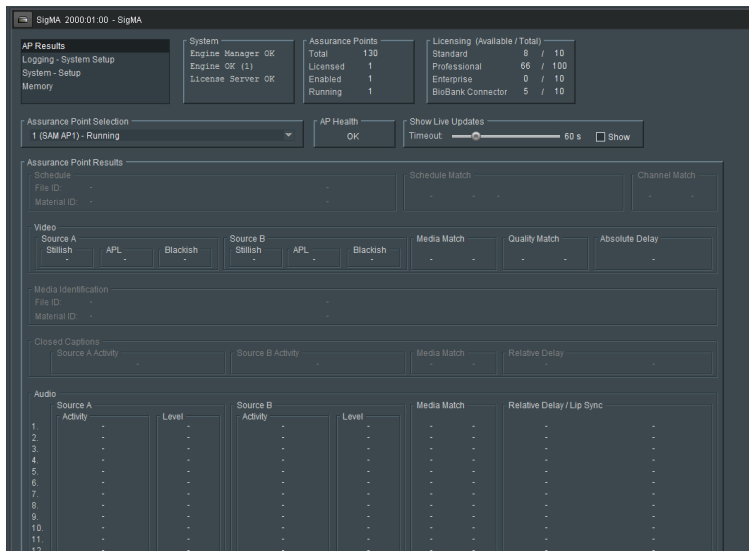 SigMA 2000:01:00 - SigMA
AP Results
Logging - System Setup
System - Setup
Memory
System
Engine Manager OK
Engine OK (1)
License Server OK
Assurance Points
Total 130
Licensed 1
Enabled 1
Running 1
Licensing (Available / Total)
Standard 8 / 10
Professional 66 / 100
Enterprise 0 / 10
BioBank Connector 5 / 10
Assurance Point Selection
1 (SAM AP1) - Running
AP Health
OK
Show Live Updates
Timeout: 60 s Show
Assurance Point Results
Schedule
File ID: - -
Material ID: - -
Schedule Match
- - -
Channel Match
- -
Video
Source A
Stillish APL Blackish
- - -
Source B
Stillish APL Blackish
- - -
Media Match
- -
Quality Match
- -
Absolute Delay
-
Media Identification
File ID: - -
Material ID: - -
Closed Captions
Source A Activity Source B Activity Media Match Relative Delay
- - - - - -
Audio
Source A Source B Media Match Relative Delay / Lip Sync
Activity Level Activity Level
1. - - - - - - - -
2. - - - - - - - -
3. - - - - - - - -
4. - - - - - - - -
5. - - - - - - - -
6. - - - - - - - -
7. - - - - - - - -
8. - - - - - - - -
9. - - - - - - - -
10. - - - - - - - -
11. - - - - - - - -
12. - - - - - - - -